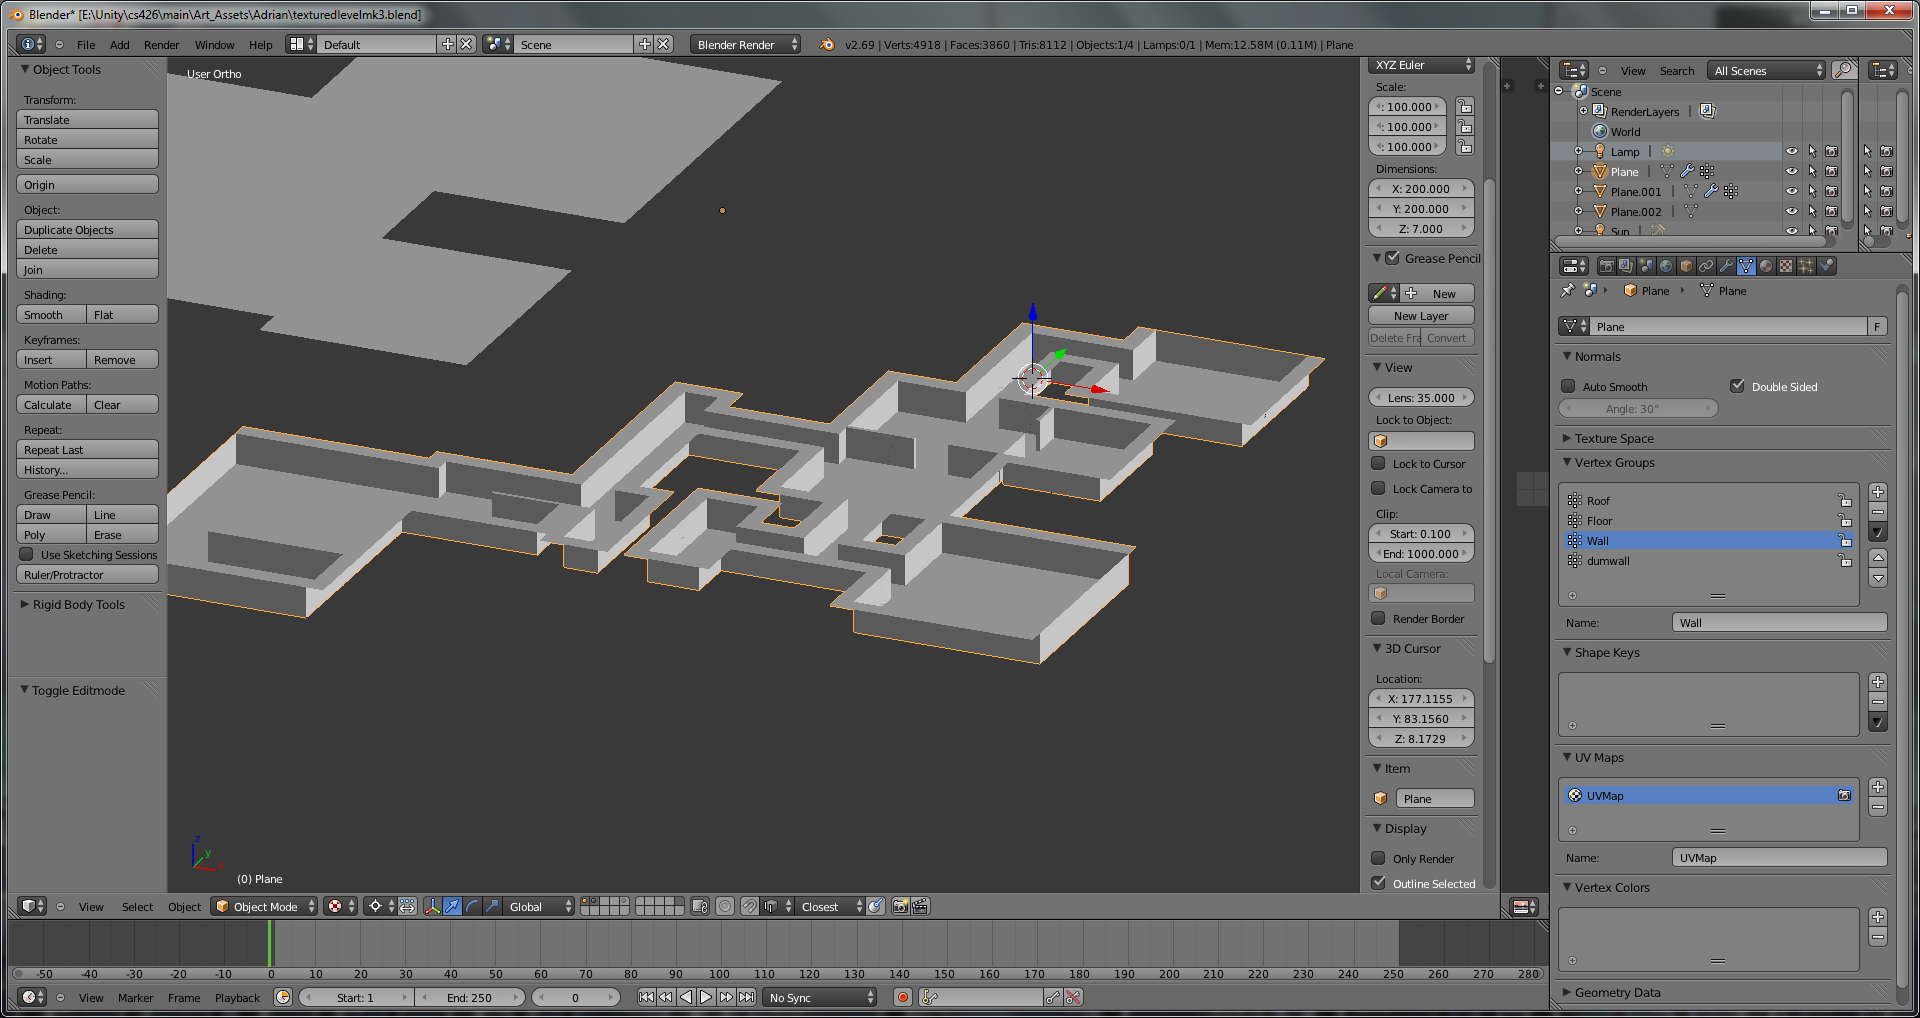 Blender* [E:\Unity\cs426\main\Art_Assets\Adrian\texturedlevelmk3.blend]
File Add Render Window Help Default Scene Blender Render v2.69 | Verts:4918 | Faces:3860 | Tris:8112 | Objects:1/4 | Lamps:0/1 | Mem:12.58M (0.11M) | Plane
Object Tools
Transform:
Translate
Rotate
Scale
Origin
Object:
Duplicate Objects
Delete
Join
Shading:
Smooth Flat
Keyframes:
Insert Remove
Motion Paths:
Calculate Clear
Repeat:
Repeat Last
History...
Grease Pencil:
Draw Line
Poly Erase
Use Sketching Sessions
Ruler/Protractor
Rigid Body Tools
Toggle Editmode
User Ortho
z
y
x
(0) Plane
XYZ Euler
Scale:
: 100.000
: 100.000
: 100.000
Dimensions:
X: 200.000
Y: 200.000
Z: 7.000
Grease Pencil
New
New Layer
Delete Fra Convert
View
Lens: 35.000
Lock to Object:
Lock to Cursor
Lock Camera to
Clip:
Start: 0.100
End: 1000.000
Local Camera:
Render Border
3D Cursor
Location:
X: 177.1155
Y: 83.1560
Z: 8.1729
Item
Plane
Display
Only Render
Outline Selected
View Search All Scenes
Scene
RenderLayers
World
Lamp
Plane
Plane.001
Plane.002
Sun
Plane Plane
Plane F
Normals
Auto Smooth Double Sided
Angle: 30°
Texture Space
Vertex Groups
Roof
Floor
Wall
dumwall
Name: Wall
Shape Keys
UV Maps
UVMap
Name: UVMap
Vertex Colors
Geometry Data
View Select Object Object Mode Global Closest
-50 -40 -30 -20 -10 0 10 20 30 40 50 60 70 80 90 100 110 120 130 140 150 160 170 180 190 200 210 220 230 240 250 260 270 280
View Marker Frame Playback Start: 1 End: 250 0 No Sync